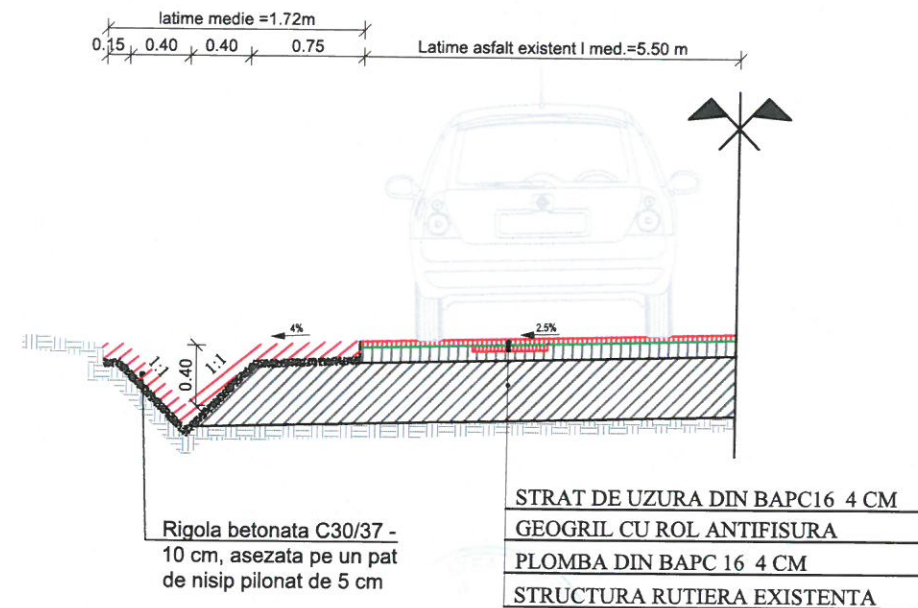 latime medie =1.72m
0.15 0.40 0.40 0.75
Latime asfalt existent l med.=5.50 m
4%
2.5%
1:1
1:1
0.40
Rigola betonata C30/37 -
10 cm, asezata pe un pat
de nisip pilonat de 5 cm
STRAT DE UZURA DIN BAPC16 4 CM
GEOGRIL CU ROL ANTIFISURA
PLOMBA DIN BAPC 16 4 CM
STRUCTURA RUTIERA EXISTENTA